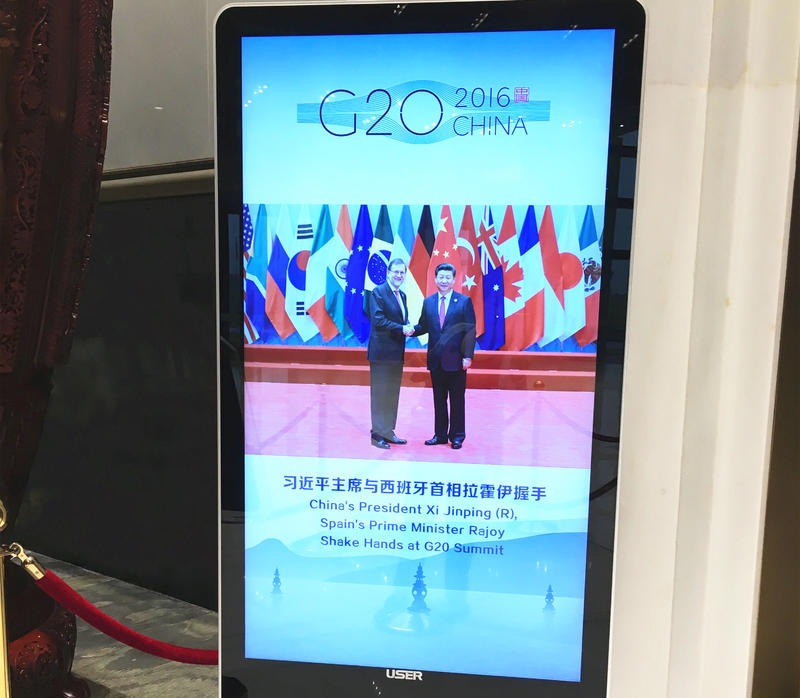 G20 2016
CHINA
习近平主席与西班牙首相拉霍伊握手
China's President Xi Jinping (R),
Spain's Prime Minister Rajoy
Shake Hands at G20 Summit
USER